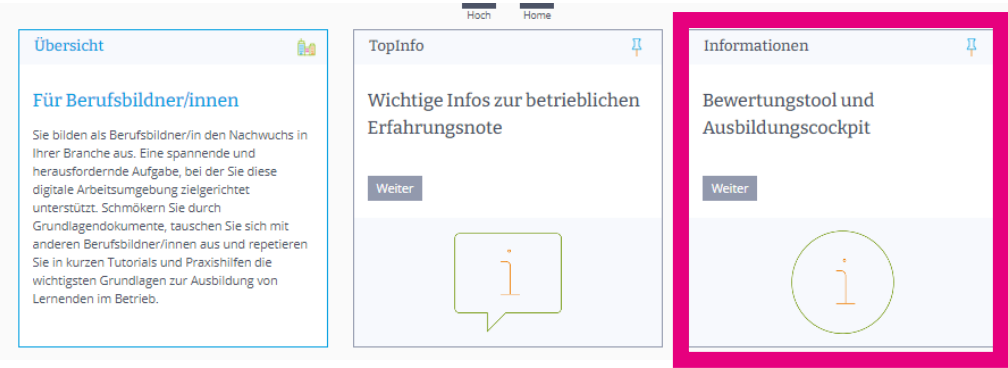 Hoch Home
Übersicht
Für Berufsbildner/innen
Sie bilden als Berufsbildner/in den Nachwuchs in
Ihrer Branche aus. Eine spannende und
herausfordernde Aufgabe, bei der Sie diese
digitale Arbeitsumgebung zielgerichtet
unterstützt. Schmökern Sie durch
Grundlagendokumente, tauschen Sie sich mit
anderen Berufsbildner/innen aus und repetieren
Sie in kurzen Tutorials und Praxishilfen die
wichtigsten Grundlagen zur Ausbildung von
Lernenden im Betrieb.
TopInfo
Wichtige Infos zur betrieblichen
Erfahrungsnote
Weiter
i
Informationen
Bewertungstool und
Ausbildungscockpit
Weiter
i